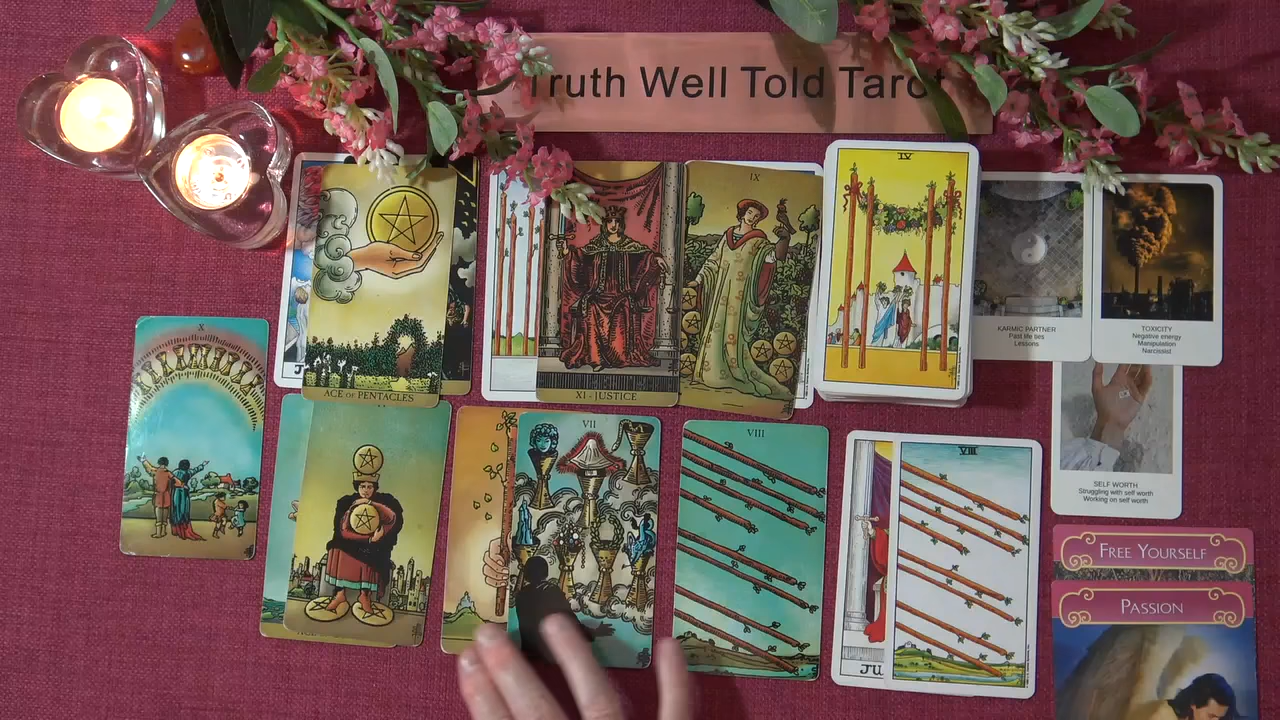 Truth Well Told Tarot
IX
IV
KARMIC PARTNER
Past life ties
Lessons
TOXICITY
Negative energy
Manipulation
Narcissist
X
ACE OF PENTACLES
XI - JUSTICE
VII
VIII
VIII
SELF WORTH
Struggling with self worth
Working on self worth
FREE YOURSELF
PASSION
JU